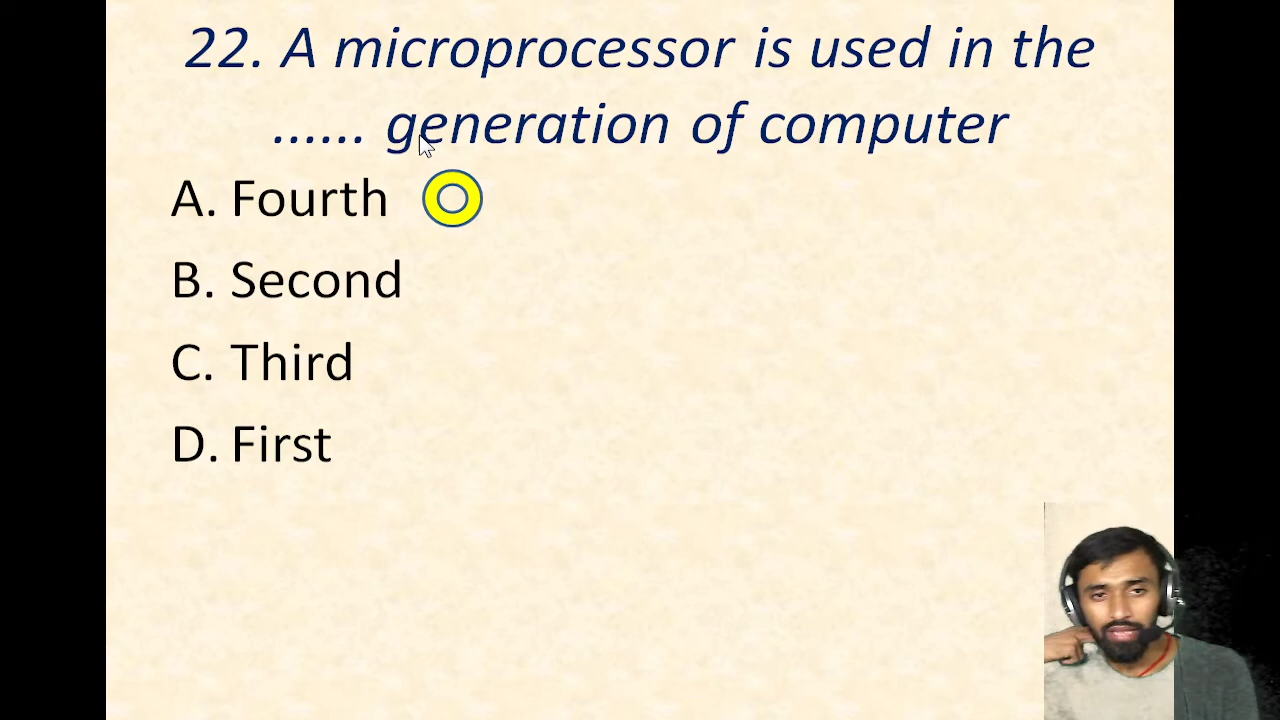 22. A microprocessor is used in the
...... generation of computer
A. Fourth
B. Second
C. Third
D. First